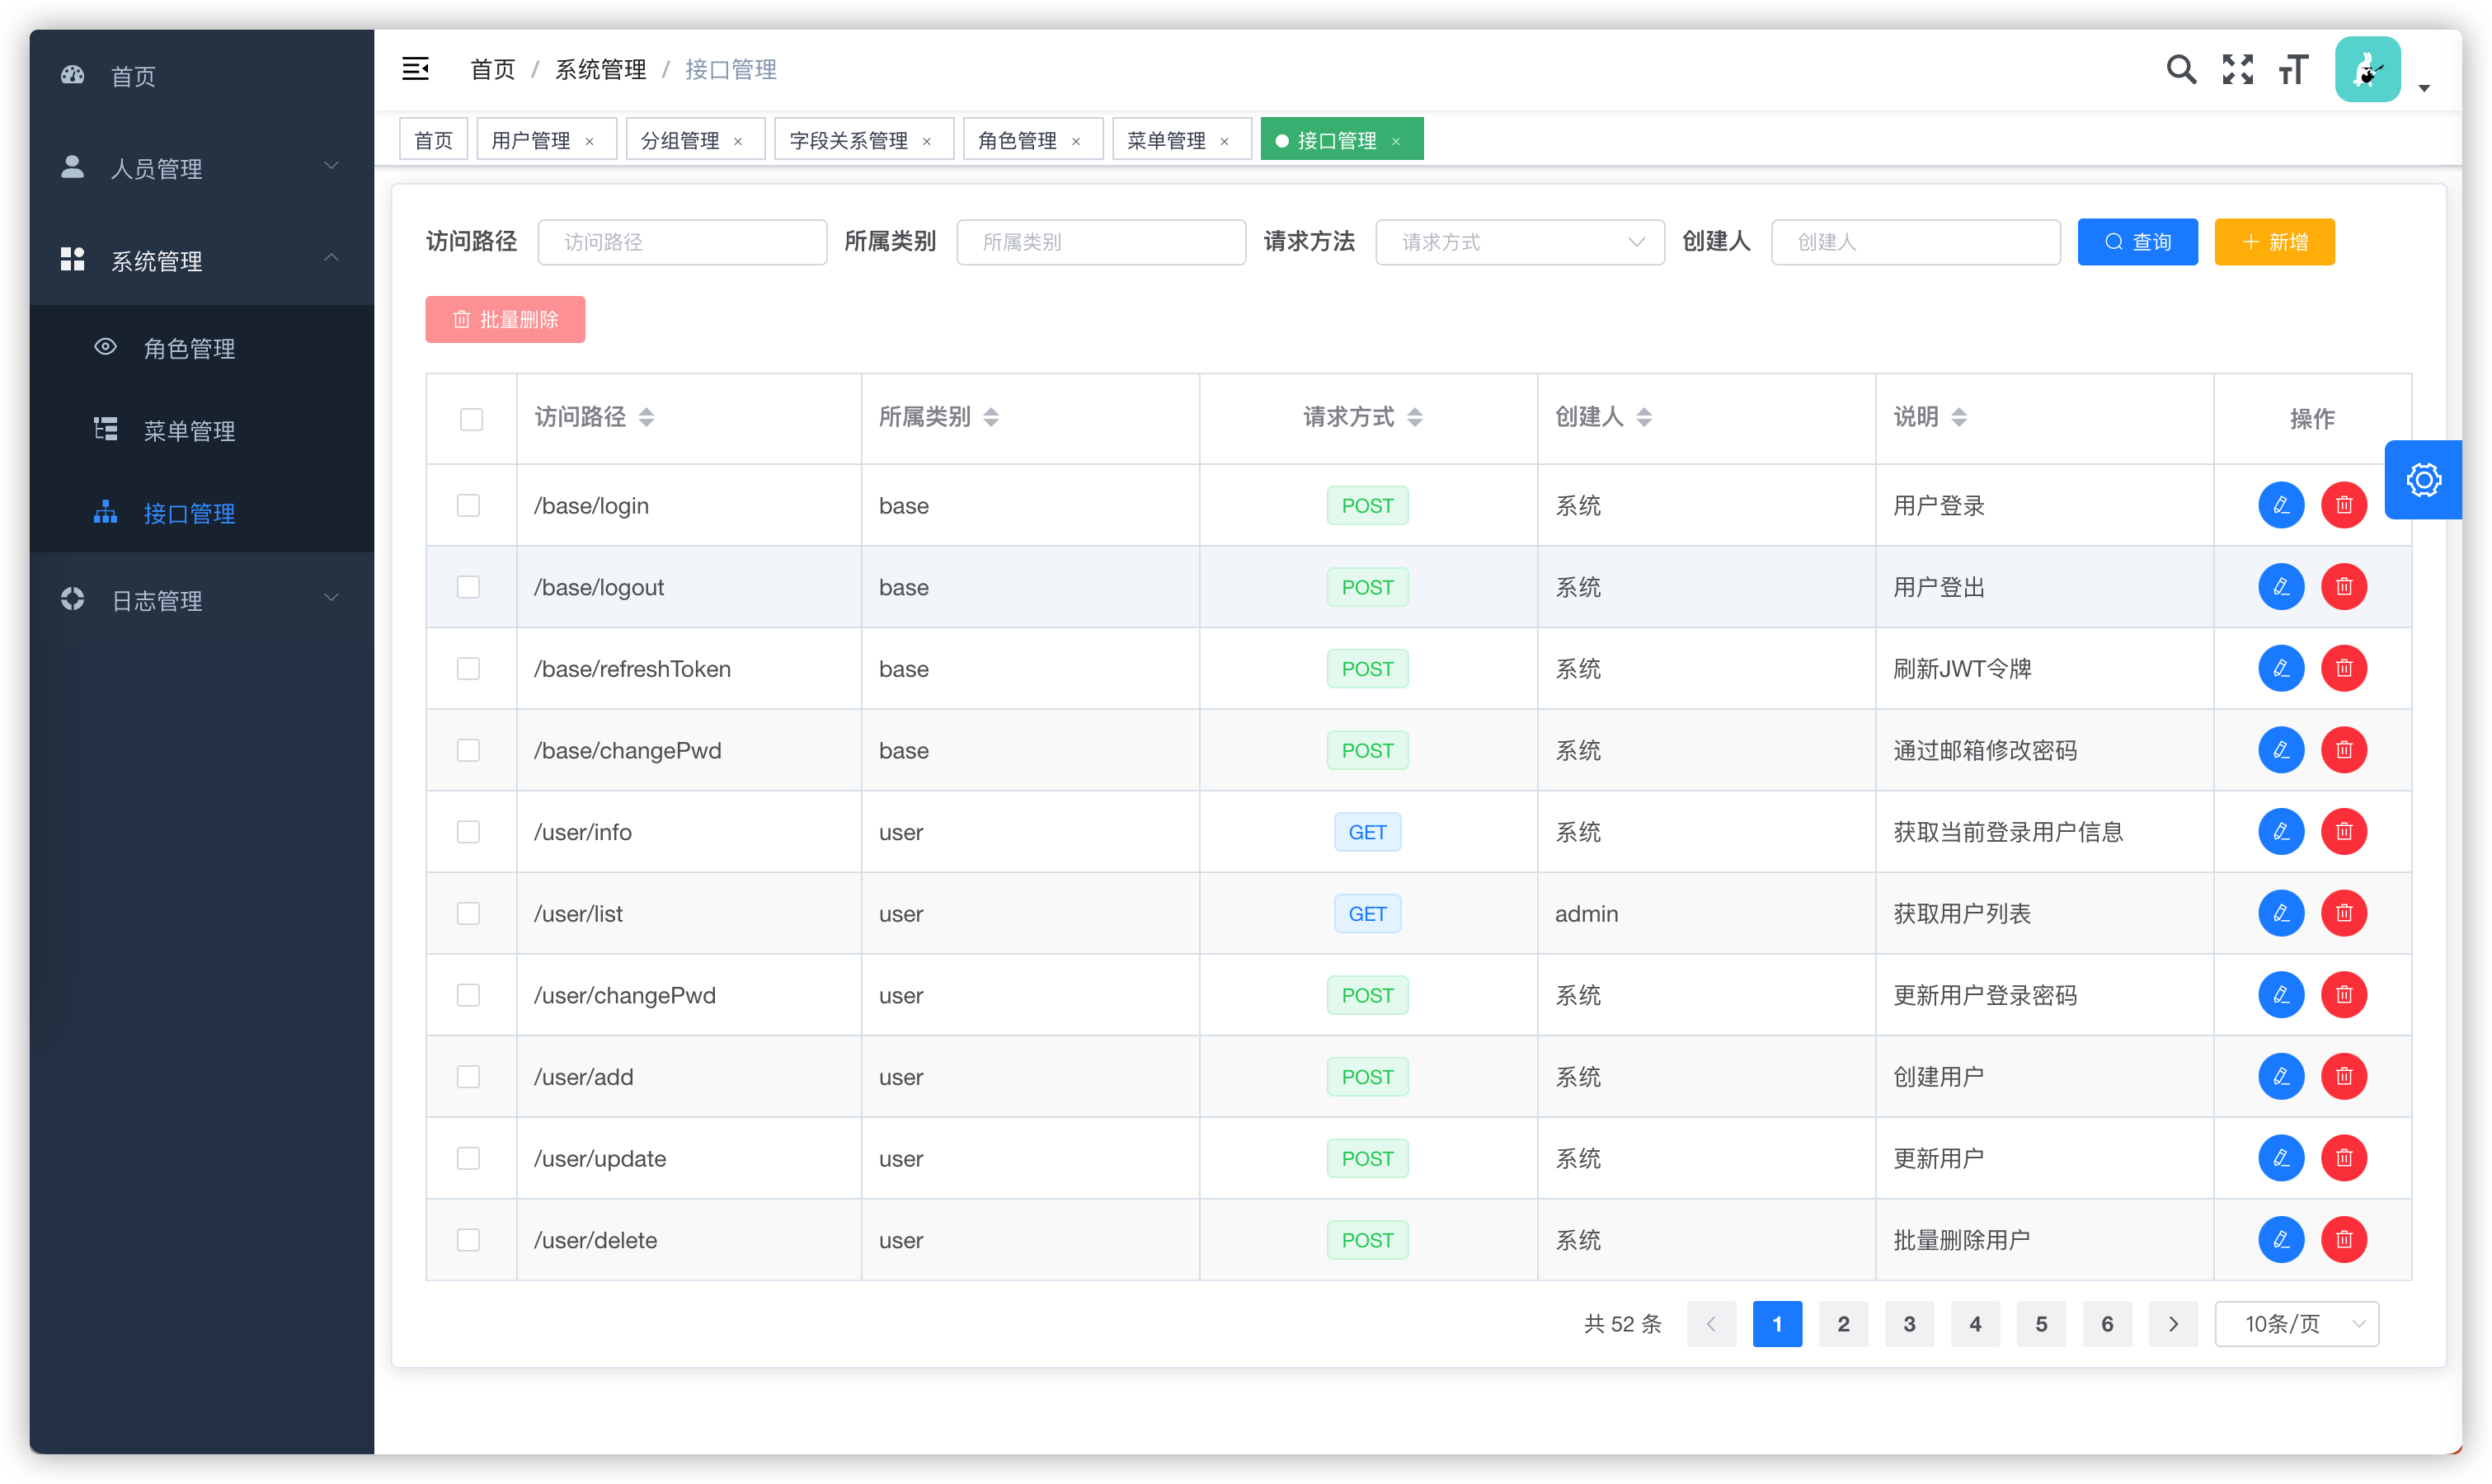 首页
人员管理
系统管理
角色管理
菜单管理
接口管理
日志管理
首页 / 系统管理 / 接口管理
首页 用户管理 × 分组管理 × 字段关系管理 × 角色管理 × 菜单管理 × 接口管理 ×
访问路径 访问路径 所属类别 所属类别 请求方法 请求方式 创建人 创建人 查询 新增
批量删除
访问路径 所属类别 请求方式 创建人 说明 操作
/base/login base POST 系统 用户登录
/base/logout base POST 系统 用户登出
/base/refreshToken base POST 系统 刷新JWT令牌
/base/changePwd base POST 系统 通过邮箱修改密码
/user/info user GET 系统 获取当前登录用户信息
/user/list user GET admin 获取用户列表
/user/changePwd user POST 系统 更新用户登录密码
/user/add user POST 系统 创建用户
/user/update user POST 系统 更新用户
/user/delete user POST 系统 批量删除用户
共 52 条 1 2 3 4 5 6 10条/页